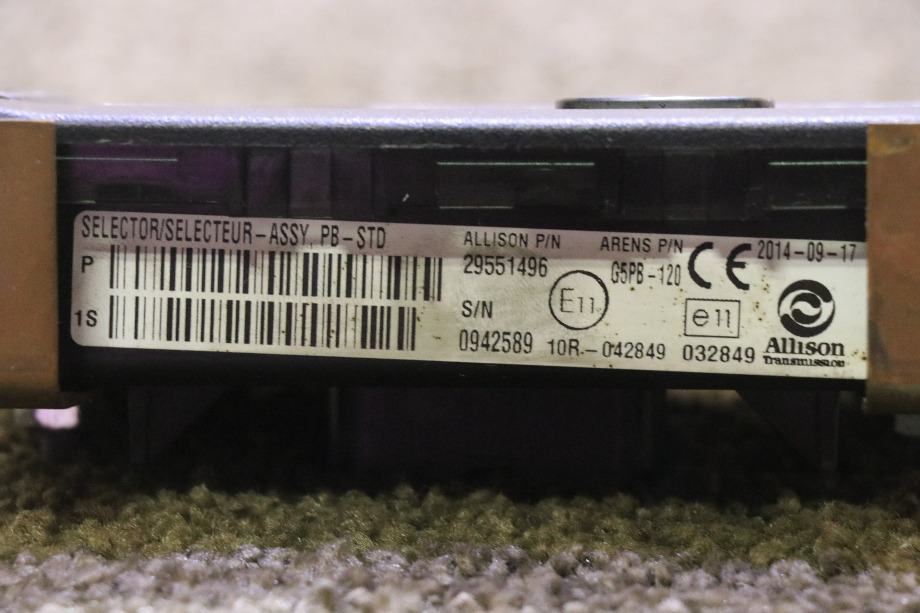 SELECTOR/SELECTEUR-ASSY, PB-STD
P
1S
ALLISON P/N
29551496
S/N
0942589
ARENS P/N
G5PB-120
E11
10R-042849
CE
e11
032849
2014-09-17
Allison
Transmission